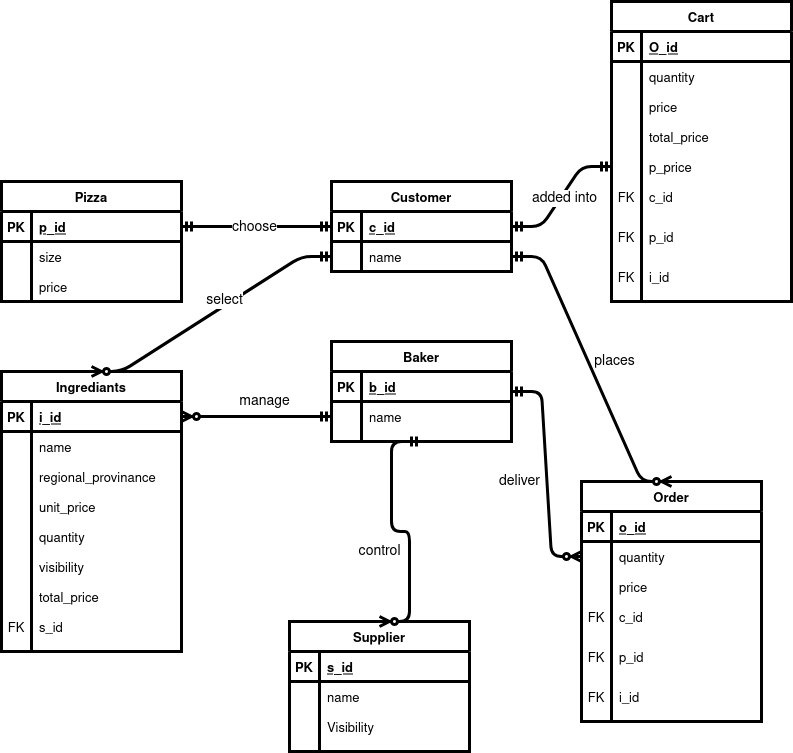 Cart
PK O_id
quantity
price
total_price
p_price
FK c_id
FK p_id
FK i_id
added into
Pizza
PK p_id
size
price
choose
Customer
PK c_id
name
select
places
Ingrediants
PK i_id
name
regional_provinance
unit_price
quantity
visibility
total_price
FK s_id
manage
Baker
PK b_id
name
deliver
control
Order
PK o_id
quantity
price
FK c_id
FK p_id
FK i_id
Supplier
PK s_id
name
Visibility